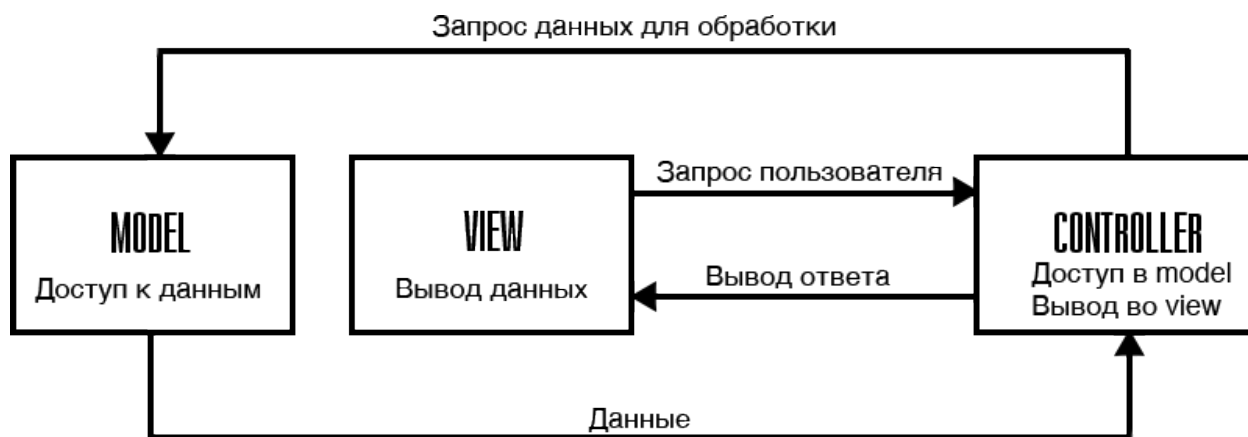 Запрос данных для обработки
MODEL
Доступ к данным
VIEW
Вывод данных
Запрос пользователя
Вывод ответа
CONTROLLER
Доступ в model
Вывод во view
Данные